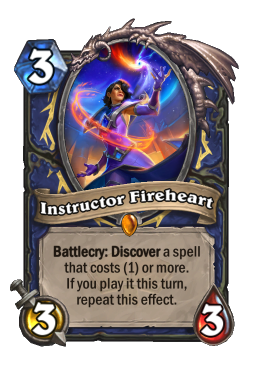 3
Instructor Fireheart
Battlecry: Discover a spell
that costs (1) or more.
If you play it this turn,
repeat this effect.
3
3